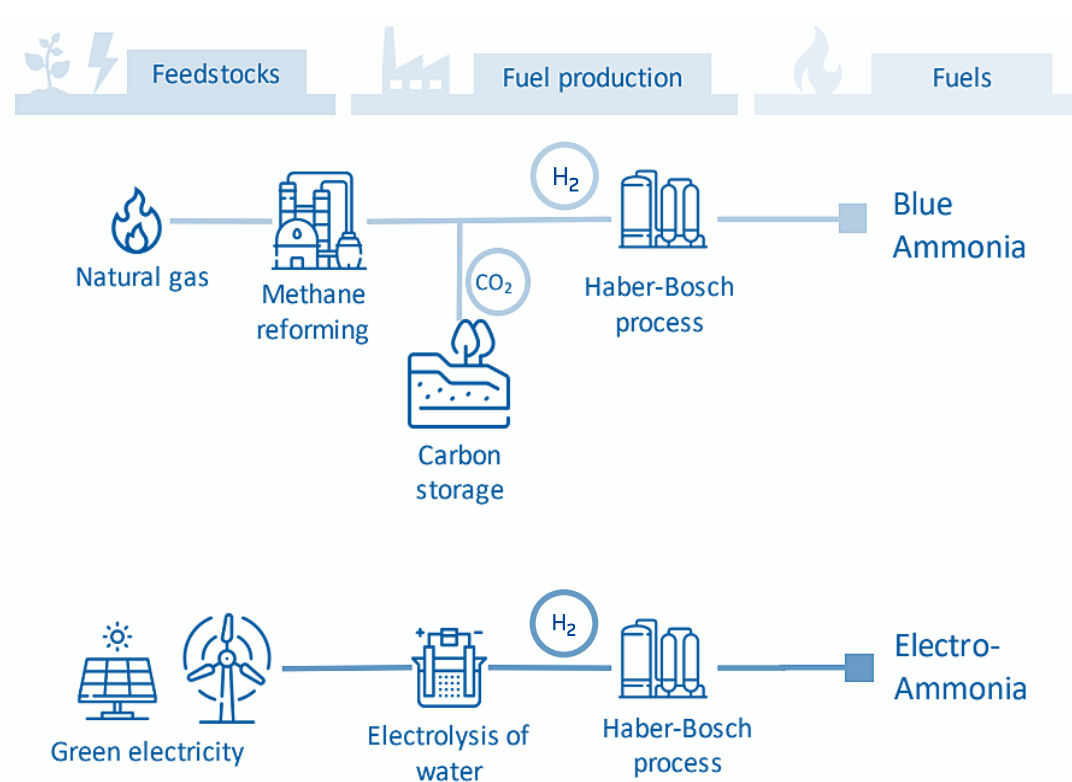 Feedstocks
Fuel production
Fuels
H₂
Blue
Ammonia
Natural gas
Methane
reforming
CO₂
Haber-Bosch
process
Carbon
storage
H₂
+ -
Electro-
Ammonia
Green electricity
Electrolysis of
water
Haber-Bosch
process